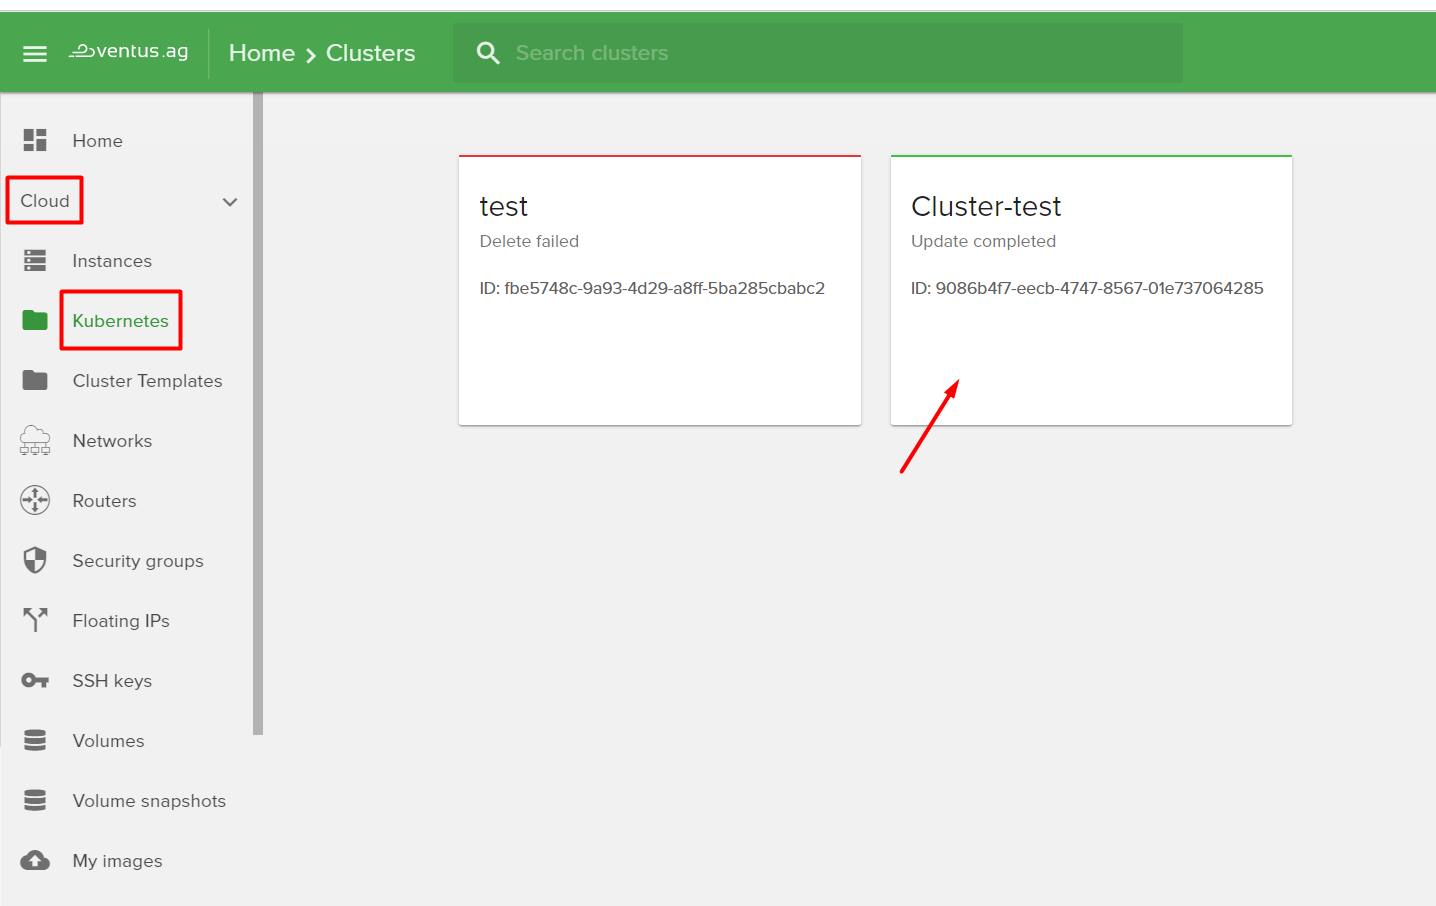 ventus.ag
Home > Clusters
Search clusters
Home
Cloud
Instances
Kubernetes
Cluster Templates
Networks
Routers
Security groups
Floating IPs
SSH keys
Volumes
Volume snapshots
My images
test
Delete failed
ID: fbe5748c-9a93-4d29-a8ff-5ba285cbabc2
Cluster-test
Update completed
ID: 9086b4f7-eecb-4747-8567-01e737064285